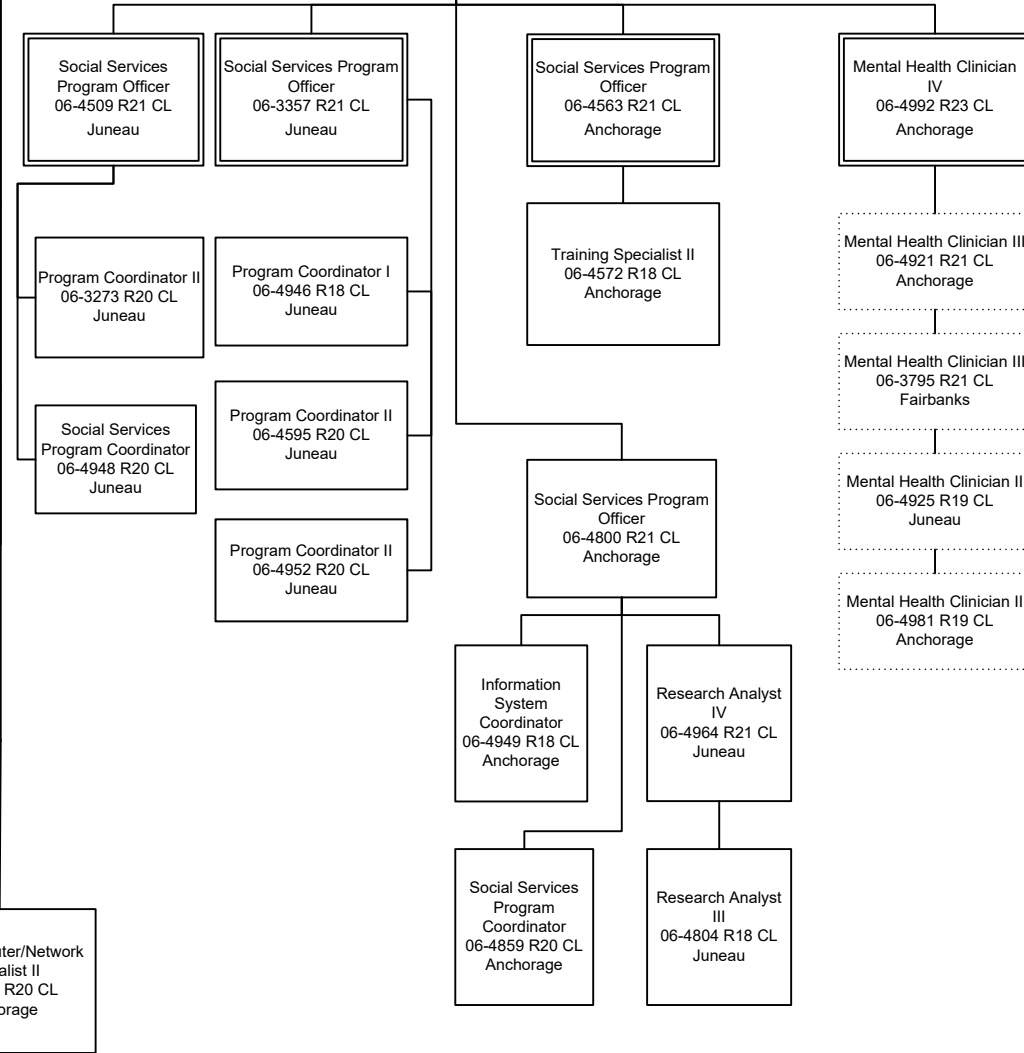 Social Services
Program Officer
06-4509 R21 CL
Juneau
Social Services Program
Officer
06-3357 R21 CL
Juneau
Social Services Program
Officer
06-4563 R21 CL
Anchorage
Mental Health Clinician
IV
06-4992 R23 CL
Anchorage
Program Coordinator II
06-3273 R20 CL
Juneau
Program Coordinator I
06-4946 R18 CL
Juneau
Training Specialist II
06-4572 R18 CL
Anchorage
Mental Health Clinician III
06-4921 R21 CL
Anchorage
Mental Health Clinician III
06-3795 R21 CL
Fairbanks
Social Services
Program Coordinator
06-4948 R20 CL
Juneau
Program Coordinator II
06-4595 R20 CL
Juneau
Mental Health Clinician II
06-4925 R19 CL
Juneau
Program Coordinator II
06-4952 R20 CL
Juneau
Social Services Program
Officer
06-4800 R21 CL
Anchorage
Mental Health Clinician II
06-4981 R19 CL
Anchorage
Information
System
Coordinator
06-4949 R18 CL
Anchorage
Research Analyst
IV
06-4964 R21 CL
Juneau
Social Services
Program
Coordinator
06-4859 R20 CL
Anchorage
Research Analyst
III
06-4804 R18 CL
Juneau
/Network
II
R20 CL